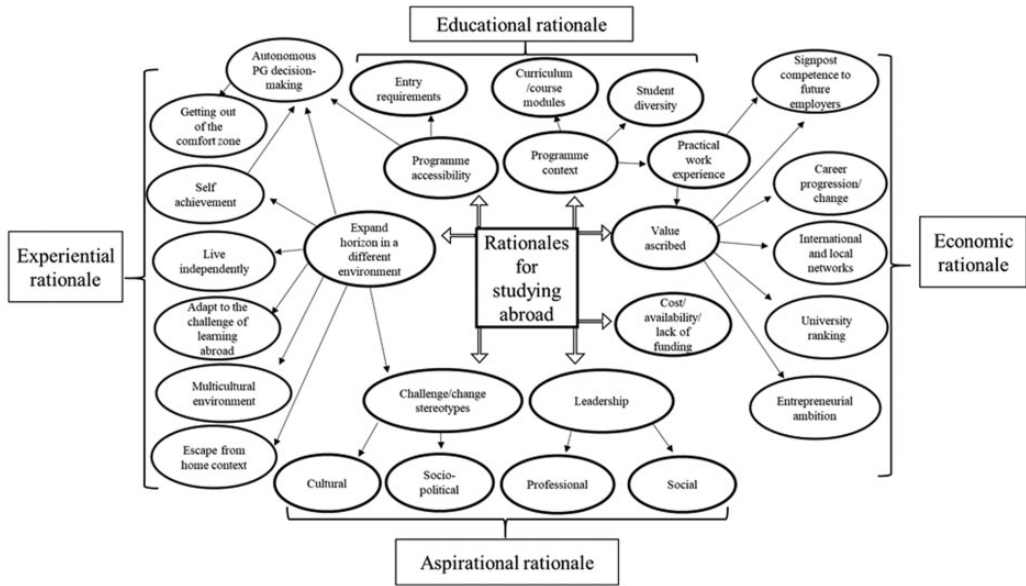 Educational rationale
Autonomous
PG decision-
making
Entry
requirements
Curriculum
/course
modules
Student
diversity
Signpost
competence to
future
employers
Getting out
of the
comfort zone
Programme
accessibility
Programme
context
Practical
work
experience
Self
achievement
Career
progression/
change
Experiential
rationale
Live
independently
Expand
horizon in a
different
environment
Rationales
for
studying
abroad
Value
ascribed
International
and local
networks
Economic
rationale
Adapt to the
challenge of
learning
abroad
Cost/
availability/
lack of
funding
University
ranking
Multicultural
environment
Challenge/change
stereotypes
Leadership
Entrepreneurial
ambition
Escape from
home context
Cultural
Socio-
political
Professional
Social
Aspirational rationale